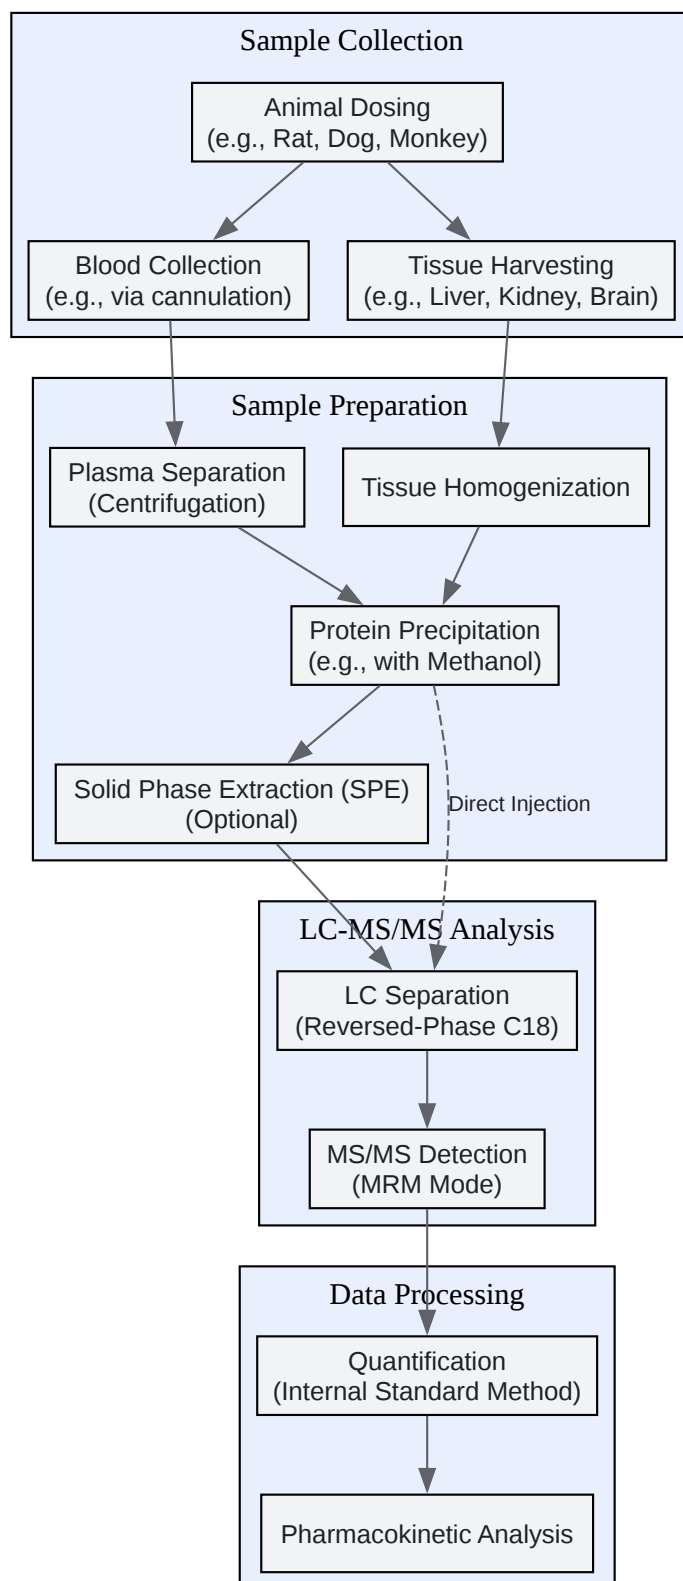 Sample Collection
Animal Dosing
(e.g., Rat, Dog, Monkey)
Blood Collection
(e.g., via cannulation)
Tissue Harvesting
(e.g., Liver, Kidney, Brain)
Sample Preparation
Plasma Separation
(Centrifugation)
Tissue Homogenization
Protein Precipitation
(e.g., with Methanol)
Solid Phase Extraction (SPE)
(Optional)
Direct Injection
LC-MS/MS Analysis
LC Separation
(Reversed-Phase C18)
MS/MS Detection
(MRM Mode)
Data Processing
Quantification
(Internal Standard Method)
Pharmacokinetic Analysis